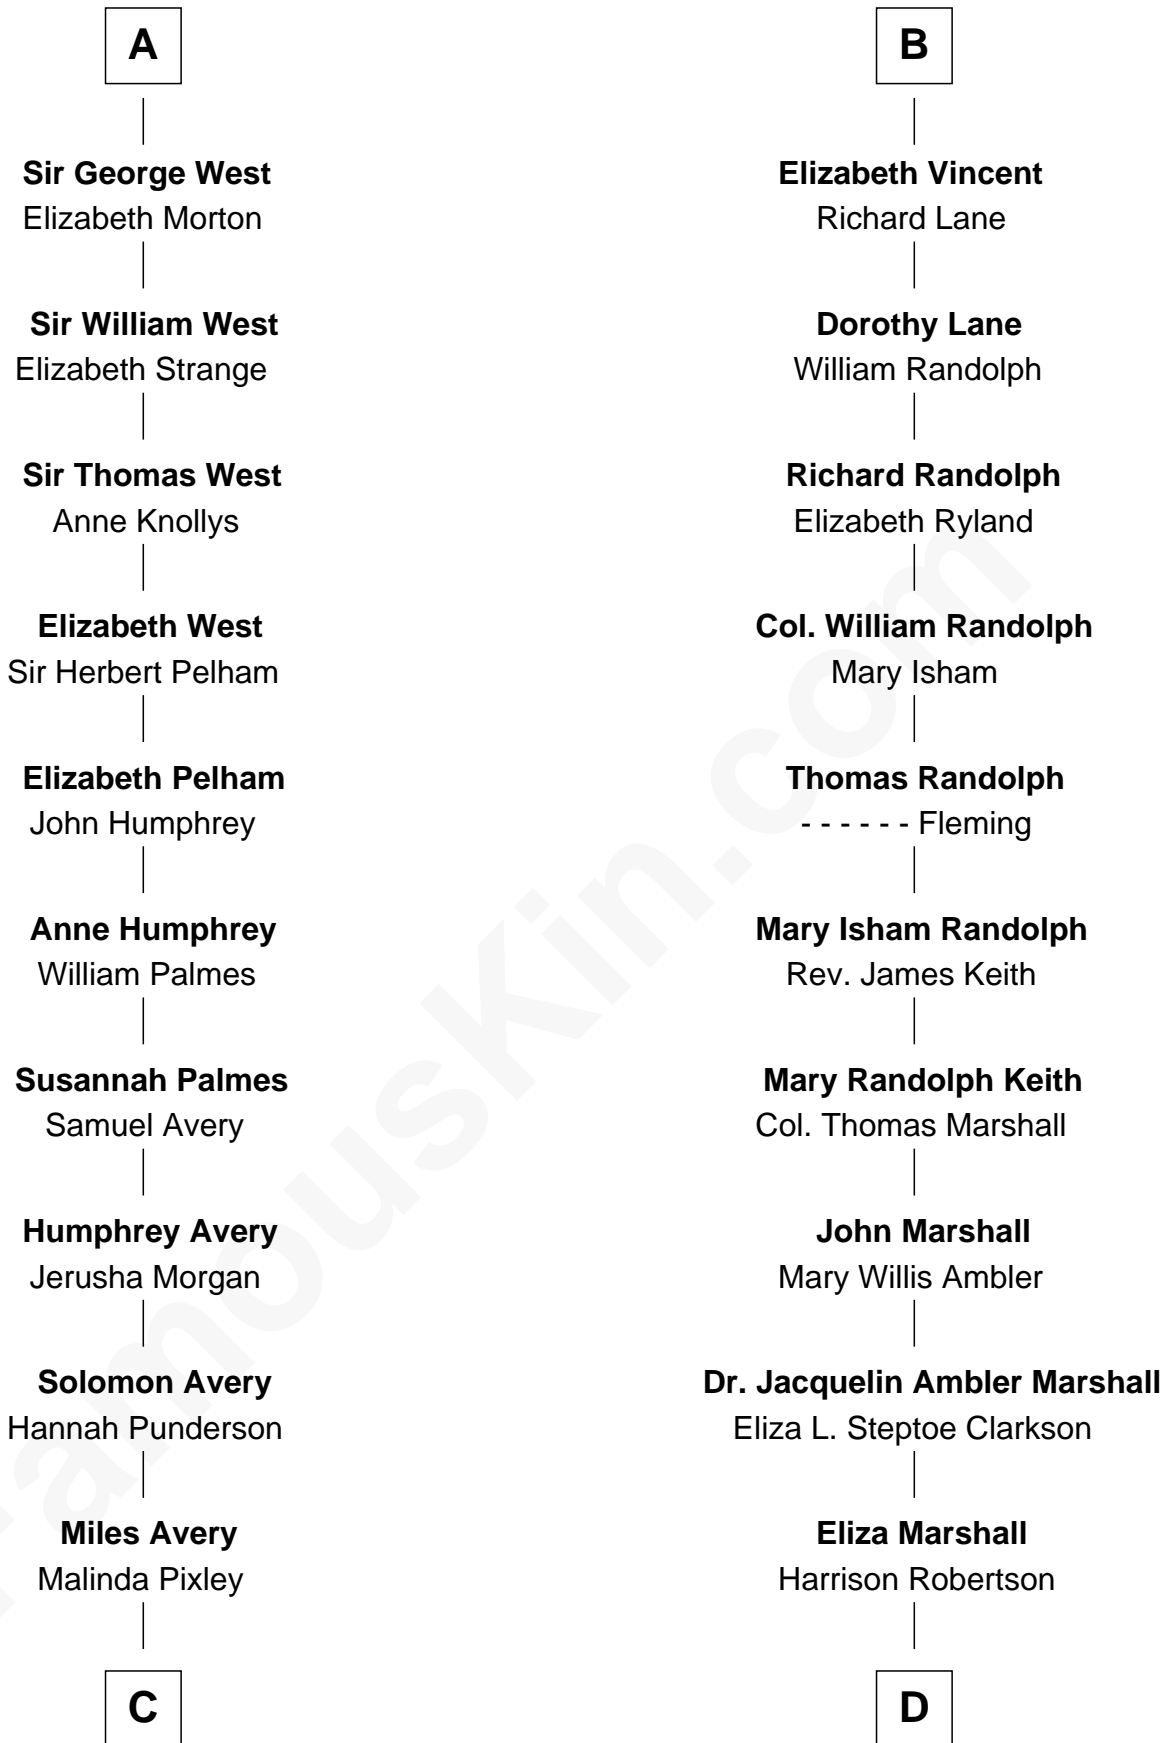 A
Sir George West
Elizabeth Morton
Sir William West
Elizabeth Strange
Sir Thomas West
Anne Knollys
Elizabeth West
Sir Herbert Pelham
Elizabeth Pelham
John Humphrey
Anne Humphrey
William Palmes
Susannah Palmes
Samuel Avery
Humphrey Avery
Jerusha Morgan
Solomon Avery
Hannah Punderson
Miles Avery
Malinda Pixley
C
B
Elizabeth Vincent
Richard Lane
Dorothy Lane
William Randolph
Richard Randolph
Elizabeth Ryland
Col. William Randolph
Mary Isham
Thomas Randolph
- - - - - - Fleming
Mary Isham Randolph
Rev. James Keith
Mary Randolph Keith
Col. Thomas Marshall
John Marshall
Mary Willis Ambler
Dr. Jacquelin Ambler Marshall
Eliza L. Steptoe Clarkson
Eliza Marshall
Harrison Robertson
D
FamousKin.com